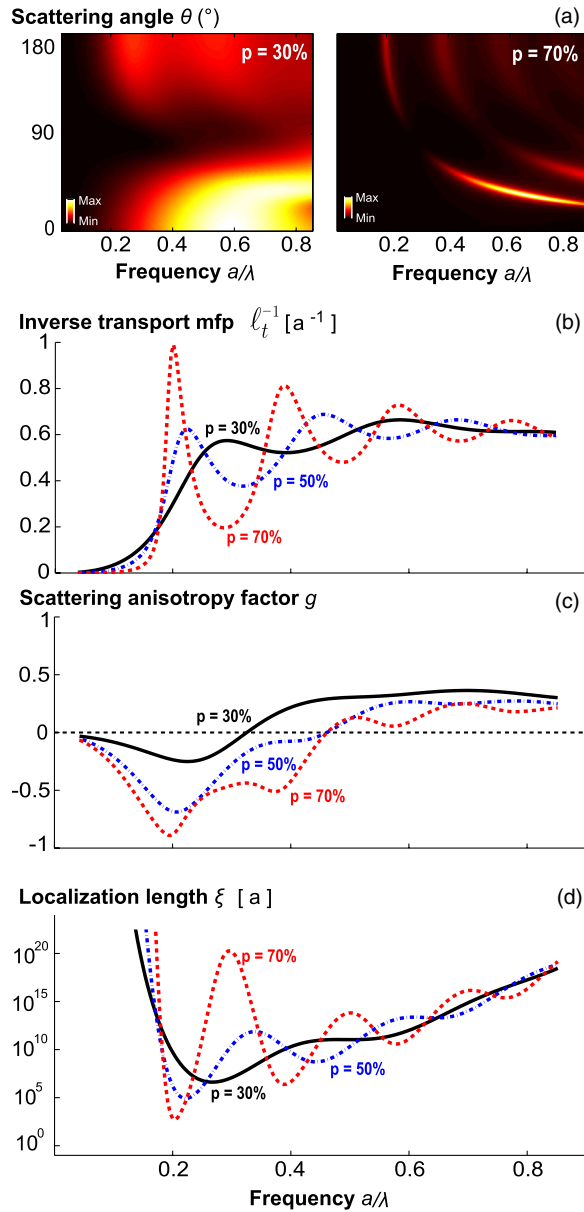 Scattering angle θ (°)
(a)
180
90
0
p = 30%
p = 70%
Max
Min
Max
Min
0.2 0.4 0.6 0.8
0.2 0.4 0.6 0.8
Frequency a/λ
Frequency a/λ
Inverse transport mfp ℓ_t^{-1} [ a ^{-1} ]
(b)
1
0.8
0.6
0.4
0.2
0
p = 30%
p = 50%
p = 70%
Scattering anisotropy factor g
(c)
1
0.5
0
-0.5
-1
p = 30%
p = 50%
p = 70%
Localization length ξ [ a ]
(d)
10^{20}
10^{15}
10^{10}
10^{5}
10^{0}
p = 70%
p = 50%
p = 30%
0.2 0.4 0.6 0.8
Frequency a/λ